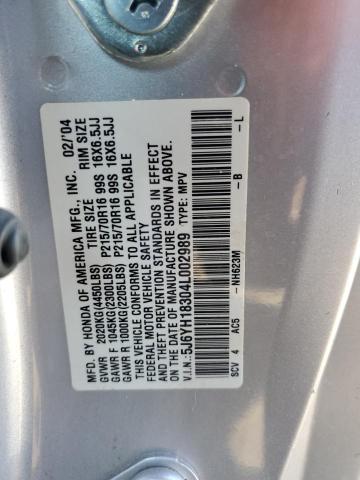 MFD. BY HONDA OF AMERICA MFG., INC. 02/'04
TIRE SIZE RIM SIZE
GVWR 2020KG(4450LBS)
GAWR F 1045KG(2300LBS) P215/70R16 99S 16X6.5JJ
GAWR R 1000KG(2205LBS) P215/70R16 99S 16X6.5JJ
THIS VEHICLE CONFORMS TO ALL APPLICABLE
FEDERAL MOTOR VEHICLE SAFETY
AND THEFT PREVENTION STANDARDS IN EFFECT
ON THE DATE OF MANUFACTURE SHOWN ABOVE.
V.I.N.:5J6YH18304L002989 TYPE: MPV
SCV 4 AC5 -NH623M -B -L